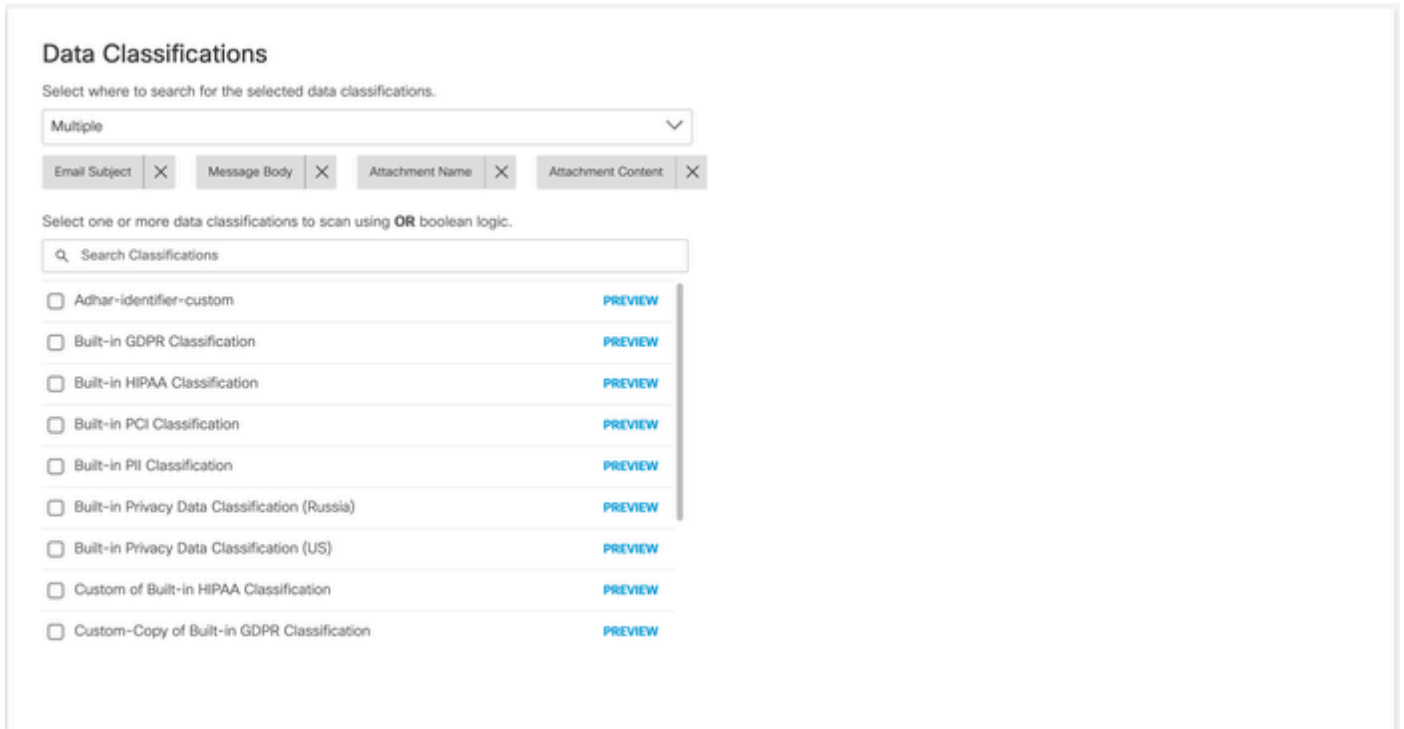 Data Classifications
Select where to search for the selected data classifications.
Multiple
Email Subject Message Body Attachment Name Attachment Content
Select one or more data classifications to scan using OR boolean logic.
Search Classifications
Adhar-identifier-custom PREVIEW
Built-in GDPR Classification PREVIEW
Built-in HIPAA Classification PREVIEW
Built-in PCI Classification PREVIEW
Built-in PII Classification PREVIEW
Built-in Privacy Data Classification (Russia) PREVIEW
Built-in Privacy Data Classification (US) PREVIEW
Custom of Built-in HIPAA Classification PREVIEW
Custom-Copy of Built-in GDPR Classification PREVIEW